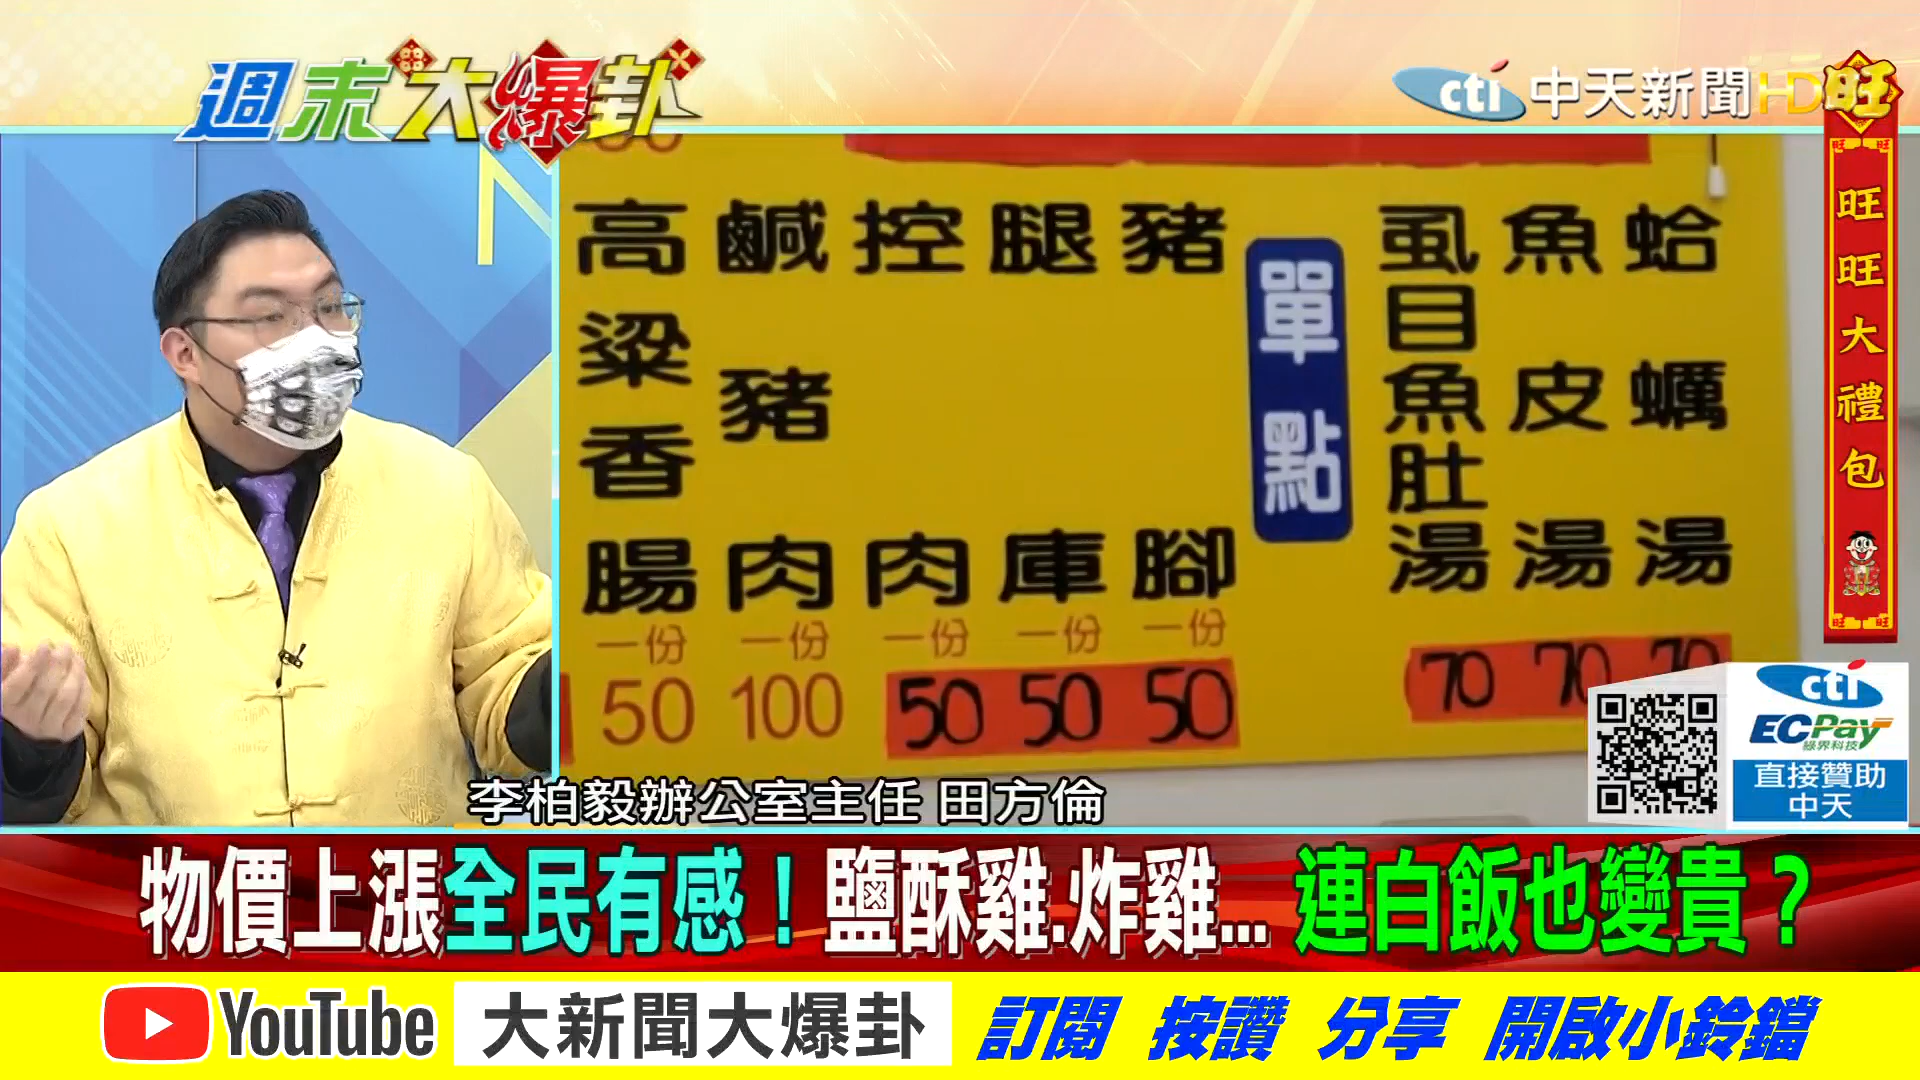 週末大爆卦
cti 中天新聞HD
旺
旺旺大禮包
高粱香腸 一份 50
鹹豬肉 一份 100
控肉 一份 50
腿庫 一份 50
豬腳 一份 50
單點
虱目魚肚湯 70
魚皮湯 70
蛤蠣湯 70
cti
ECPay
綠界科技
直接贊助
中天
李柏毅辦公室主任 田方倫
物價上漲全民有感！鹽酥雞.炸雞... 連白飯也變貴？
YouTube 大新聞大爆卦 訂閱 按讚 分享 開啟小鈴鐺